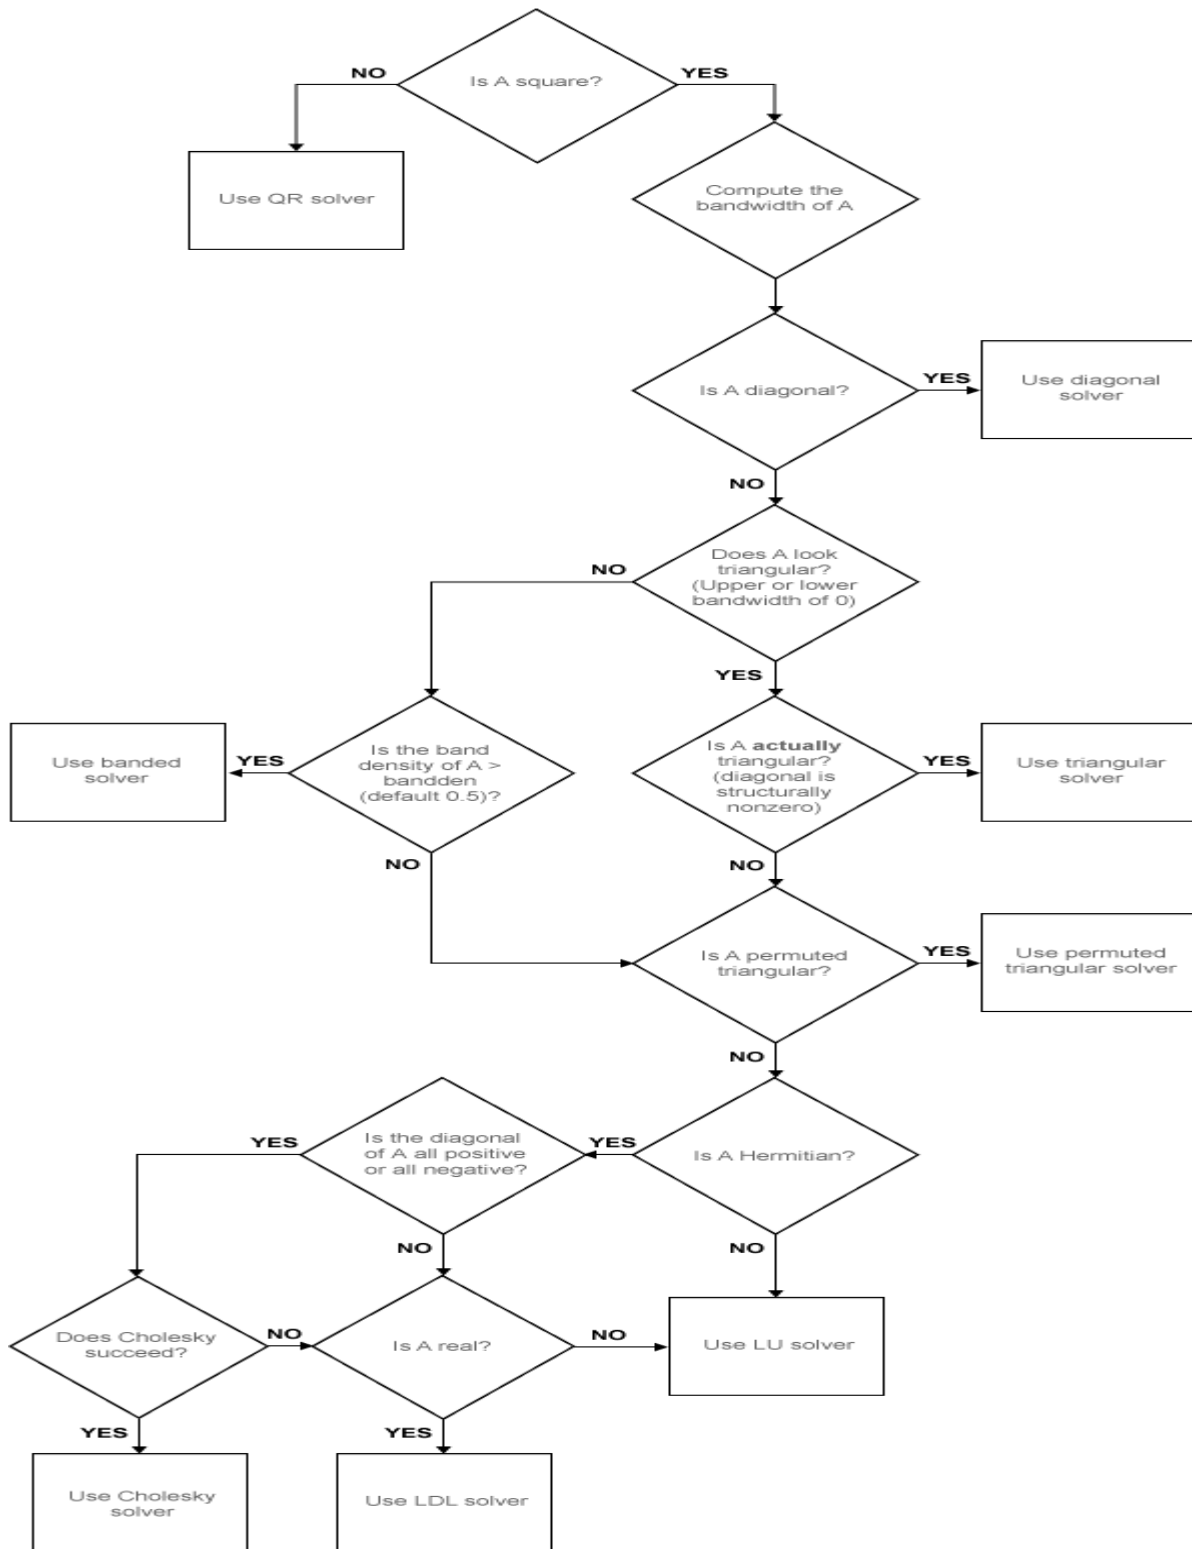 Is A square?
NO
YES
Use QR solver
Compute the
bandwidth of A
Is A diagonal?
YES
Use diagonal
solver
NO
Does A look
triangular?
(Upper or lower
bandwidth of 0)
NO
YES
Is the band
density of A >
bandden
(default 0.5)?
YES
Use banded
solver
NO
Is A actually
triangular?
(diagonal is
structurally
nonzero)
YES
Use triangular
solver
NO
Is A permuted
triangular?
YES
Use permuted
triangular solver
NO
Is A Hermitian?
YES
NO
Is the diagonal
of A all positive
or all negative?
YES
NO
Does Cholesky
succeed?
NO
YES
Is A real?
NO
YES
Use LU solver
Use Cholesky
solver
Use LDL solver